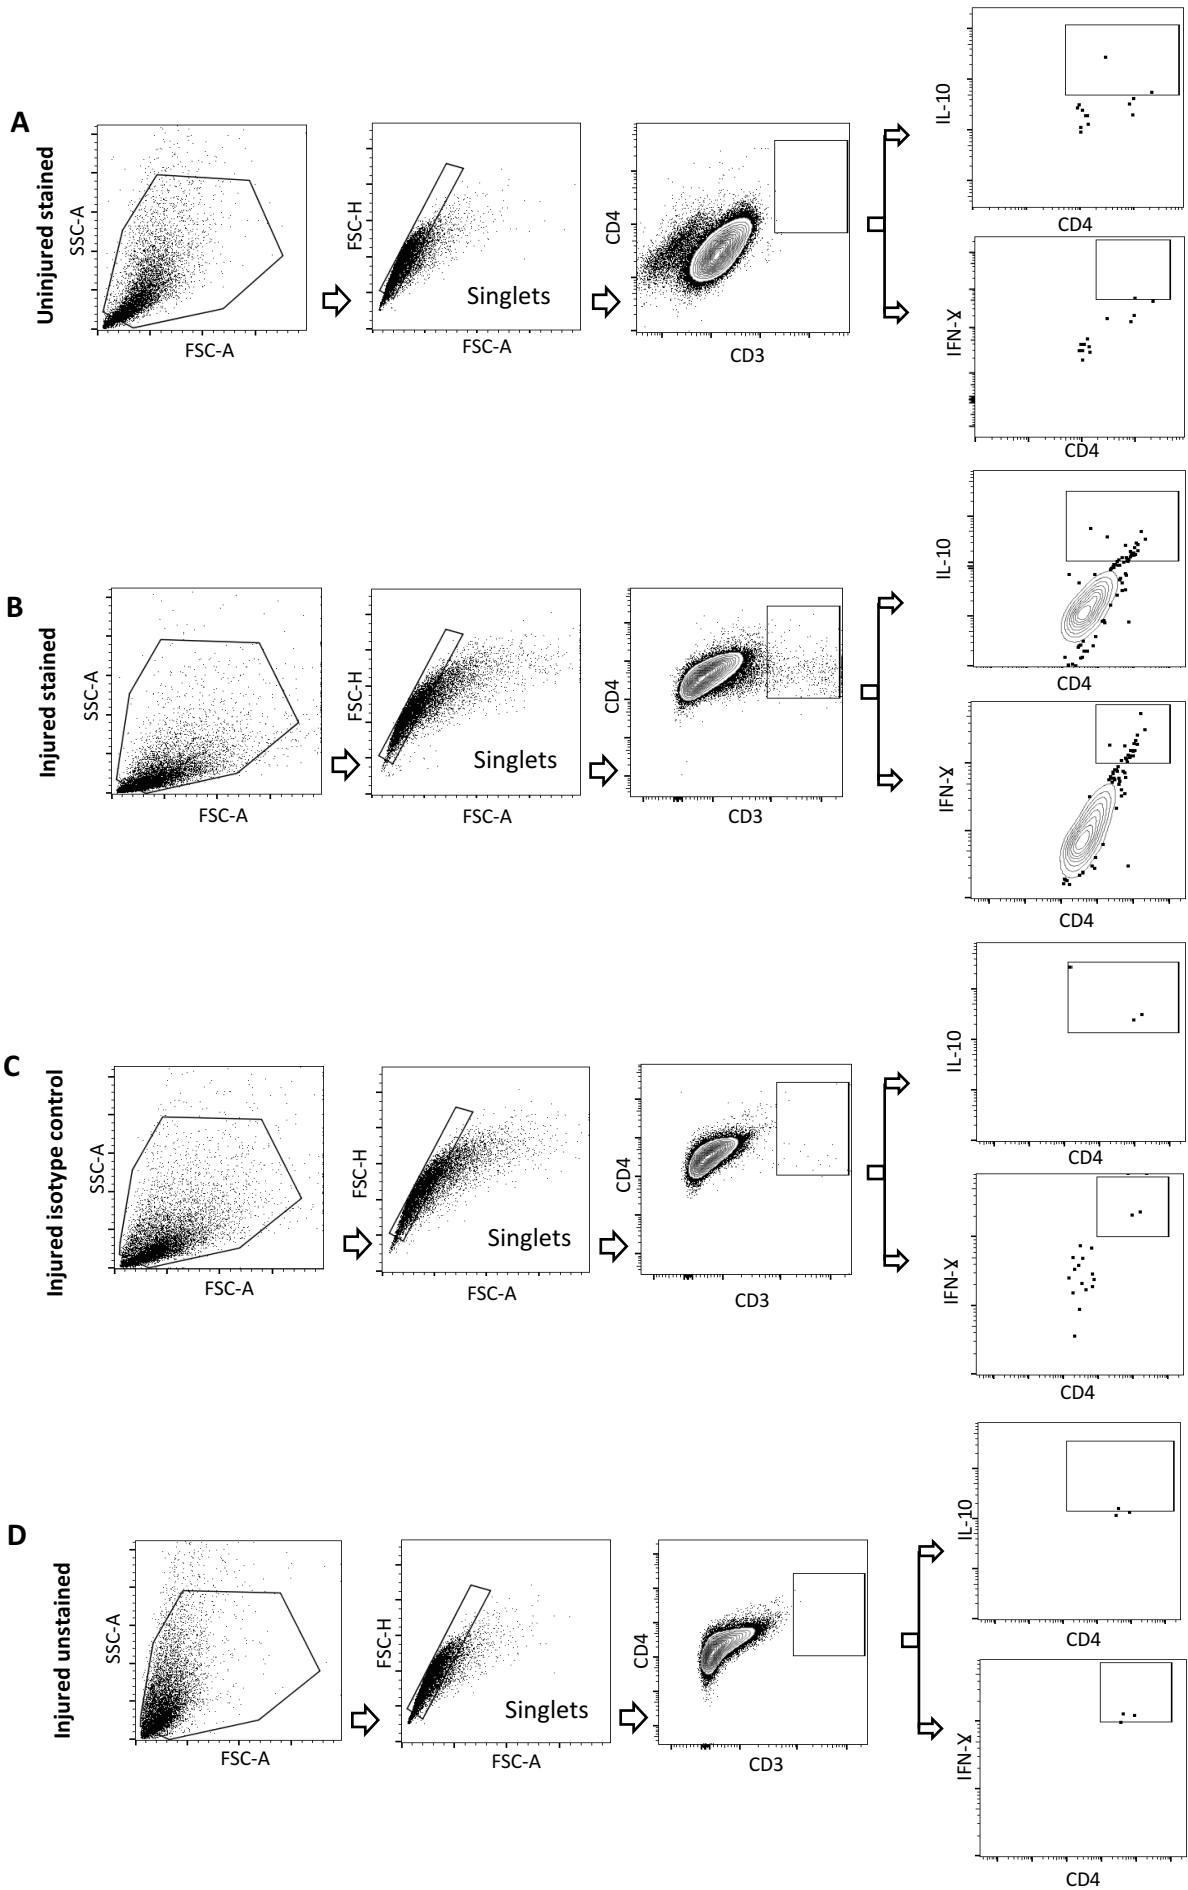 A
Uninjured stained
SSC-A
FSC-A
FSC-H
Singlets
FSC-A
CD4
CD3
IL-10
CD4
IFN-Ɣ
CD4
B
Injured stained
SSC-A
FSC-A
FSC-H
Singlets
FSC-A
CD4
CD3
IL-10
CD4
IFN-Ɣ
CD4
C
Injured isotype control
SSC-A
FSC-A
FSC-H
Singlets
FSC-A
CD4
CD3
IL-10
CD4
IFN-Ɣ
CD4
D
Injured unstained
SSC-A
FSC-A
FSC-H
Singlets
FSC-A
CD4
CD3
IL-10
CD4
IFN-Ɣ
CD4